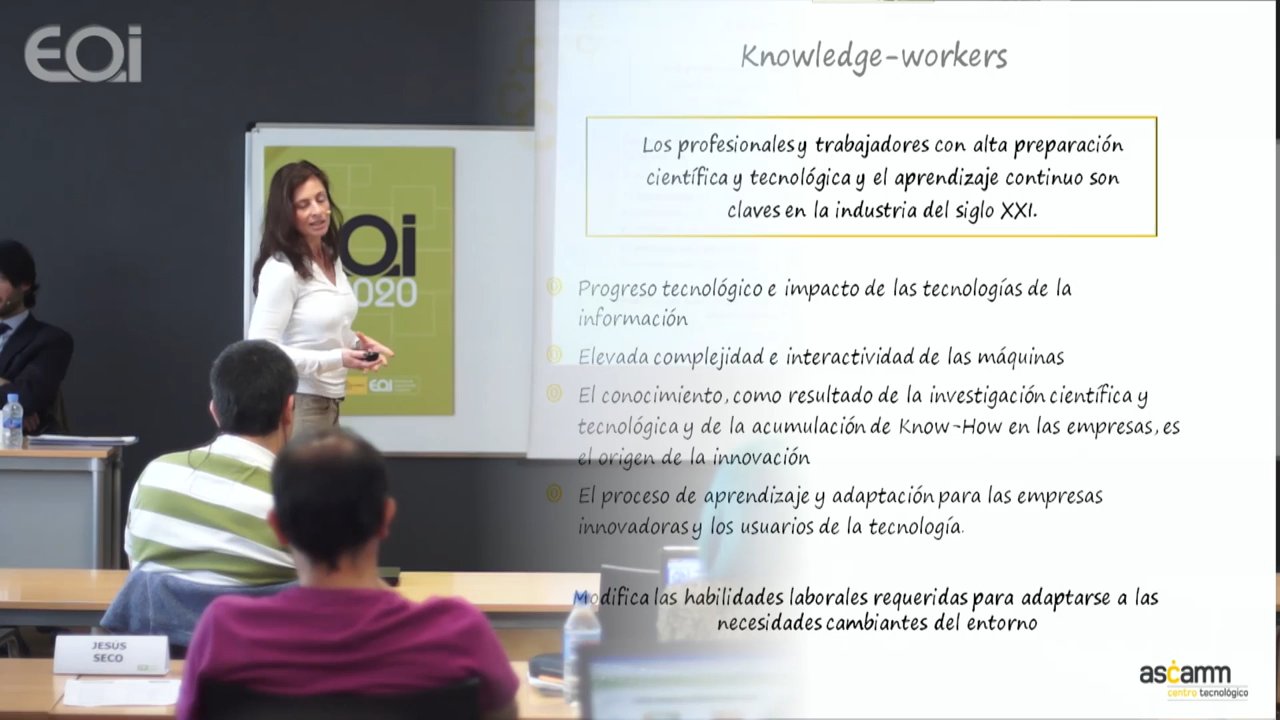 EOi
Knowledge-workers
Los profesionales y trabajadores con alta preparación
científica y tecnológica y el aprendizaje continuo son
claves en la industria del siglo XXI.
Progreso tecnológico e impacto de las tecnologías de la
información
Elevada complejidad e interactividad de las máquinas
El conocimiento, como resultado de la investigación científica y
tecnológica y de la acumulación de Know-How en las empresas, es
el origen de la innovación
El proceso de aprendizaje y adaptación para las empresas
innovadoras y los usuarios de la tecnología.
Modifica las habilidades laborales requeridas para adaptarse a las
necesidades cambiantes del entorno
Oi
020
EOi
JESÚS
SECO
ascamm
centro tecnológico